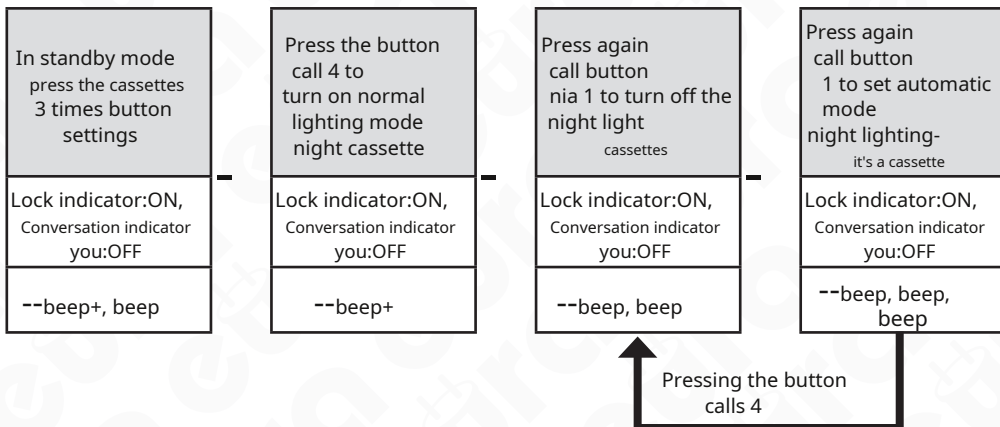 In standby mode
press the cassettes
3 times button
settings
Lock indicator:ON,
Conversation indicator
you:OFF
--beep+, beep
-
Press the button
call 4 to
turn on normal
lighting mode
night cassette
Lock indicator:ON,
Conversation indicator
you:OFF
--beep+
-
Press again
call button
nia 1 to turn off the
night light
cassettes
Lock indicator:ON,
Conversation indicator
you:OFF
--beep, beep
-
Press again
call button
1 to set automatic
mode
night lighting-
it's a cassette
Lock indicator:ON,
Conversation indicator
you:OFF
--beep, beep,
beep
Pressing the button
calls 4